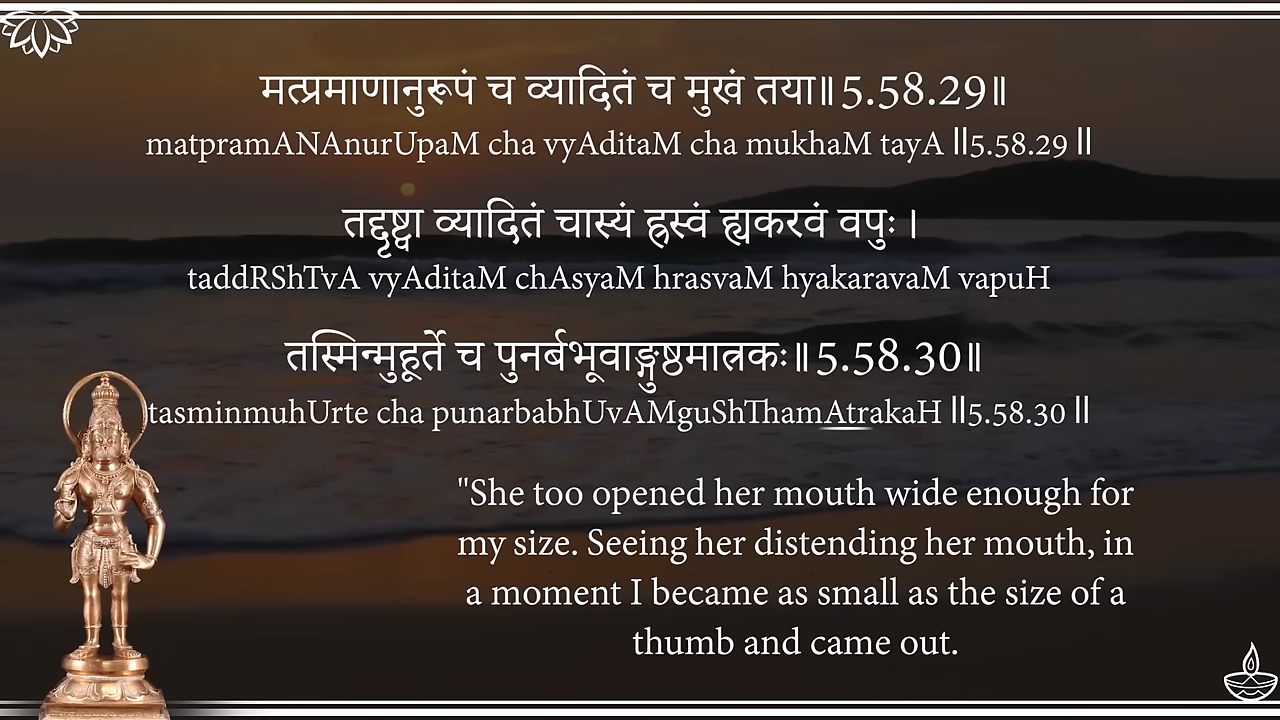 मत्प्रमाणानुरूपं च व्यादितं च मुखं तया॥5.58.29॥
matpramANAnurUpaM cha vyAditaM cha mukhaM tayA ||5.58.29 ||
तद्दृष्ट्वा व्यादितं चास्यं ह्रस्वं ह्यकरवं वपुः ।
taddRShTvA vyAditaM chAsyaM hrasvaM hyakaravaM vapuH
तस्मिन्मुहूर्ते च पुनर्बभूवाङ्गुष्ठमात्रकः॥5.58.30॥
tasminmuhUrte cha punarbabhUvAMguShThamAtrakaH ||5.58.30 ||
"She too opened her mouth wide enough for
my size. Seeing her distending her mouth, in
a moment I became as small as the size of a
thumb and came out.